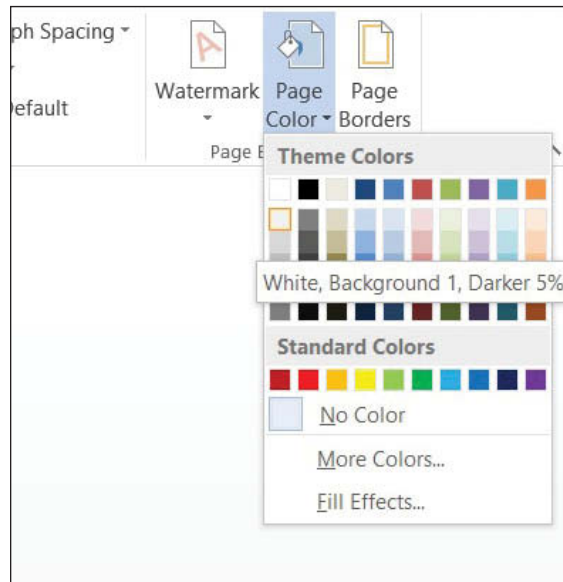 ph Spacing
Default
Watermark
Page
Color
Page
Borders
Page
Theme Colors
White, Background 1, Darker 5%
Standard Colors
No Color
More Colors...
Fill Effects...